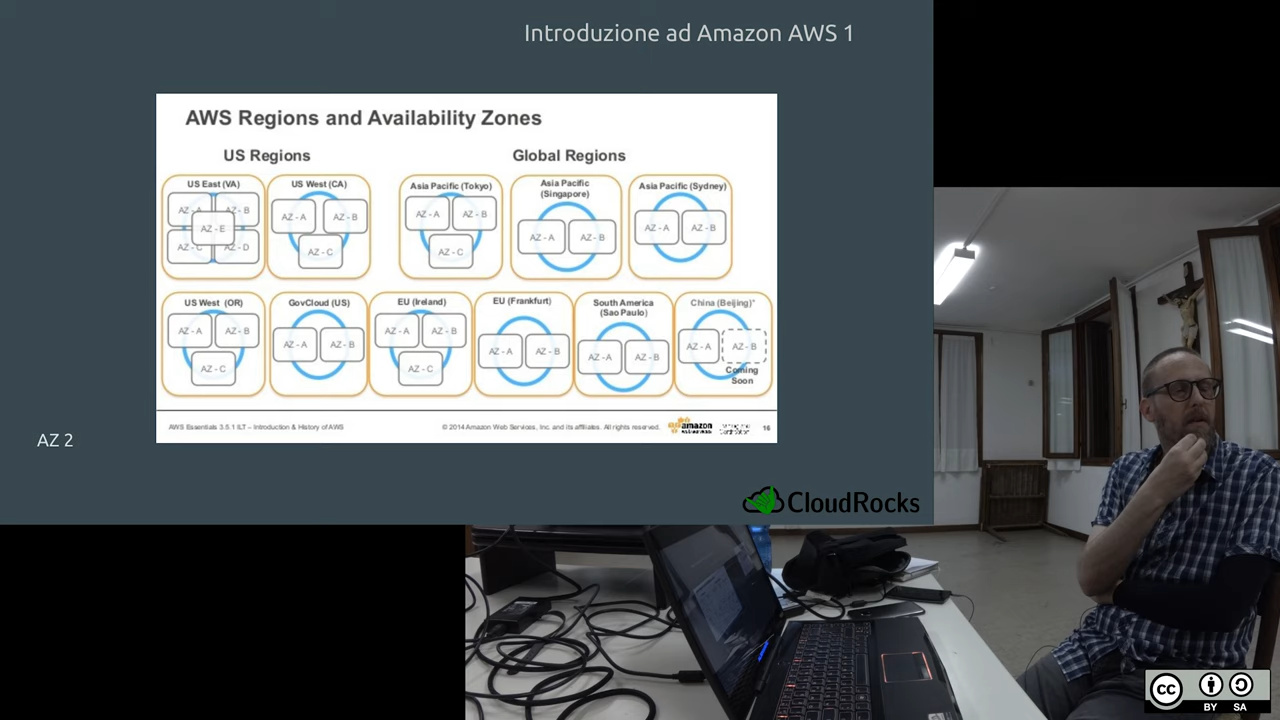 Introduzione ad Amazon AWS 1
AWS Regions and Availability Zones
US Regions
Global Regions
US East (VA)
AZ - A
AZ - B
AZ - E
AZ - C
AZ - D
US West (CA)
AZ - A
AZ - B
AZ - C
Asia Pacific (Tokyo)
AZ - A
AZ - B
AZ - C
Asia Pacific
(Singapore)
AZ - A
AZ - B
Asia Pacific (Sydney)
AZ - A
AZ - B
US West (OR)
AZ - A
AZ - B
AZ - C
GovCloud (US)
AZ - A
AZ - B
EU (Ireland)
AZ - A
AZ - B
AZ - C
EU (Frankfurt)
AZ - A
AZ - B
South America
(Sao Paulo)
AZ - A
AZ - B
China (Beijing)*
AZ - A
AZ - B
Coming
Soon
AWS Essentials 3.5.1 ILT – Introduction & History of AWS
© 2014 Amazon Web Services, Inc. and its affiliates. All rights reserved.
amazon
16
AZ 2
CloudRocks
CC
BY SA